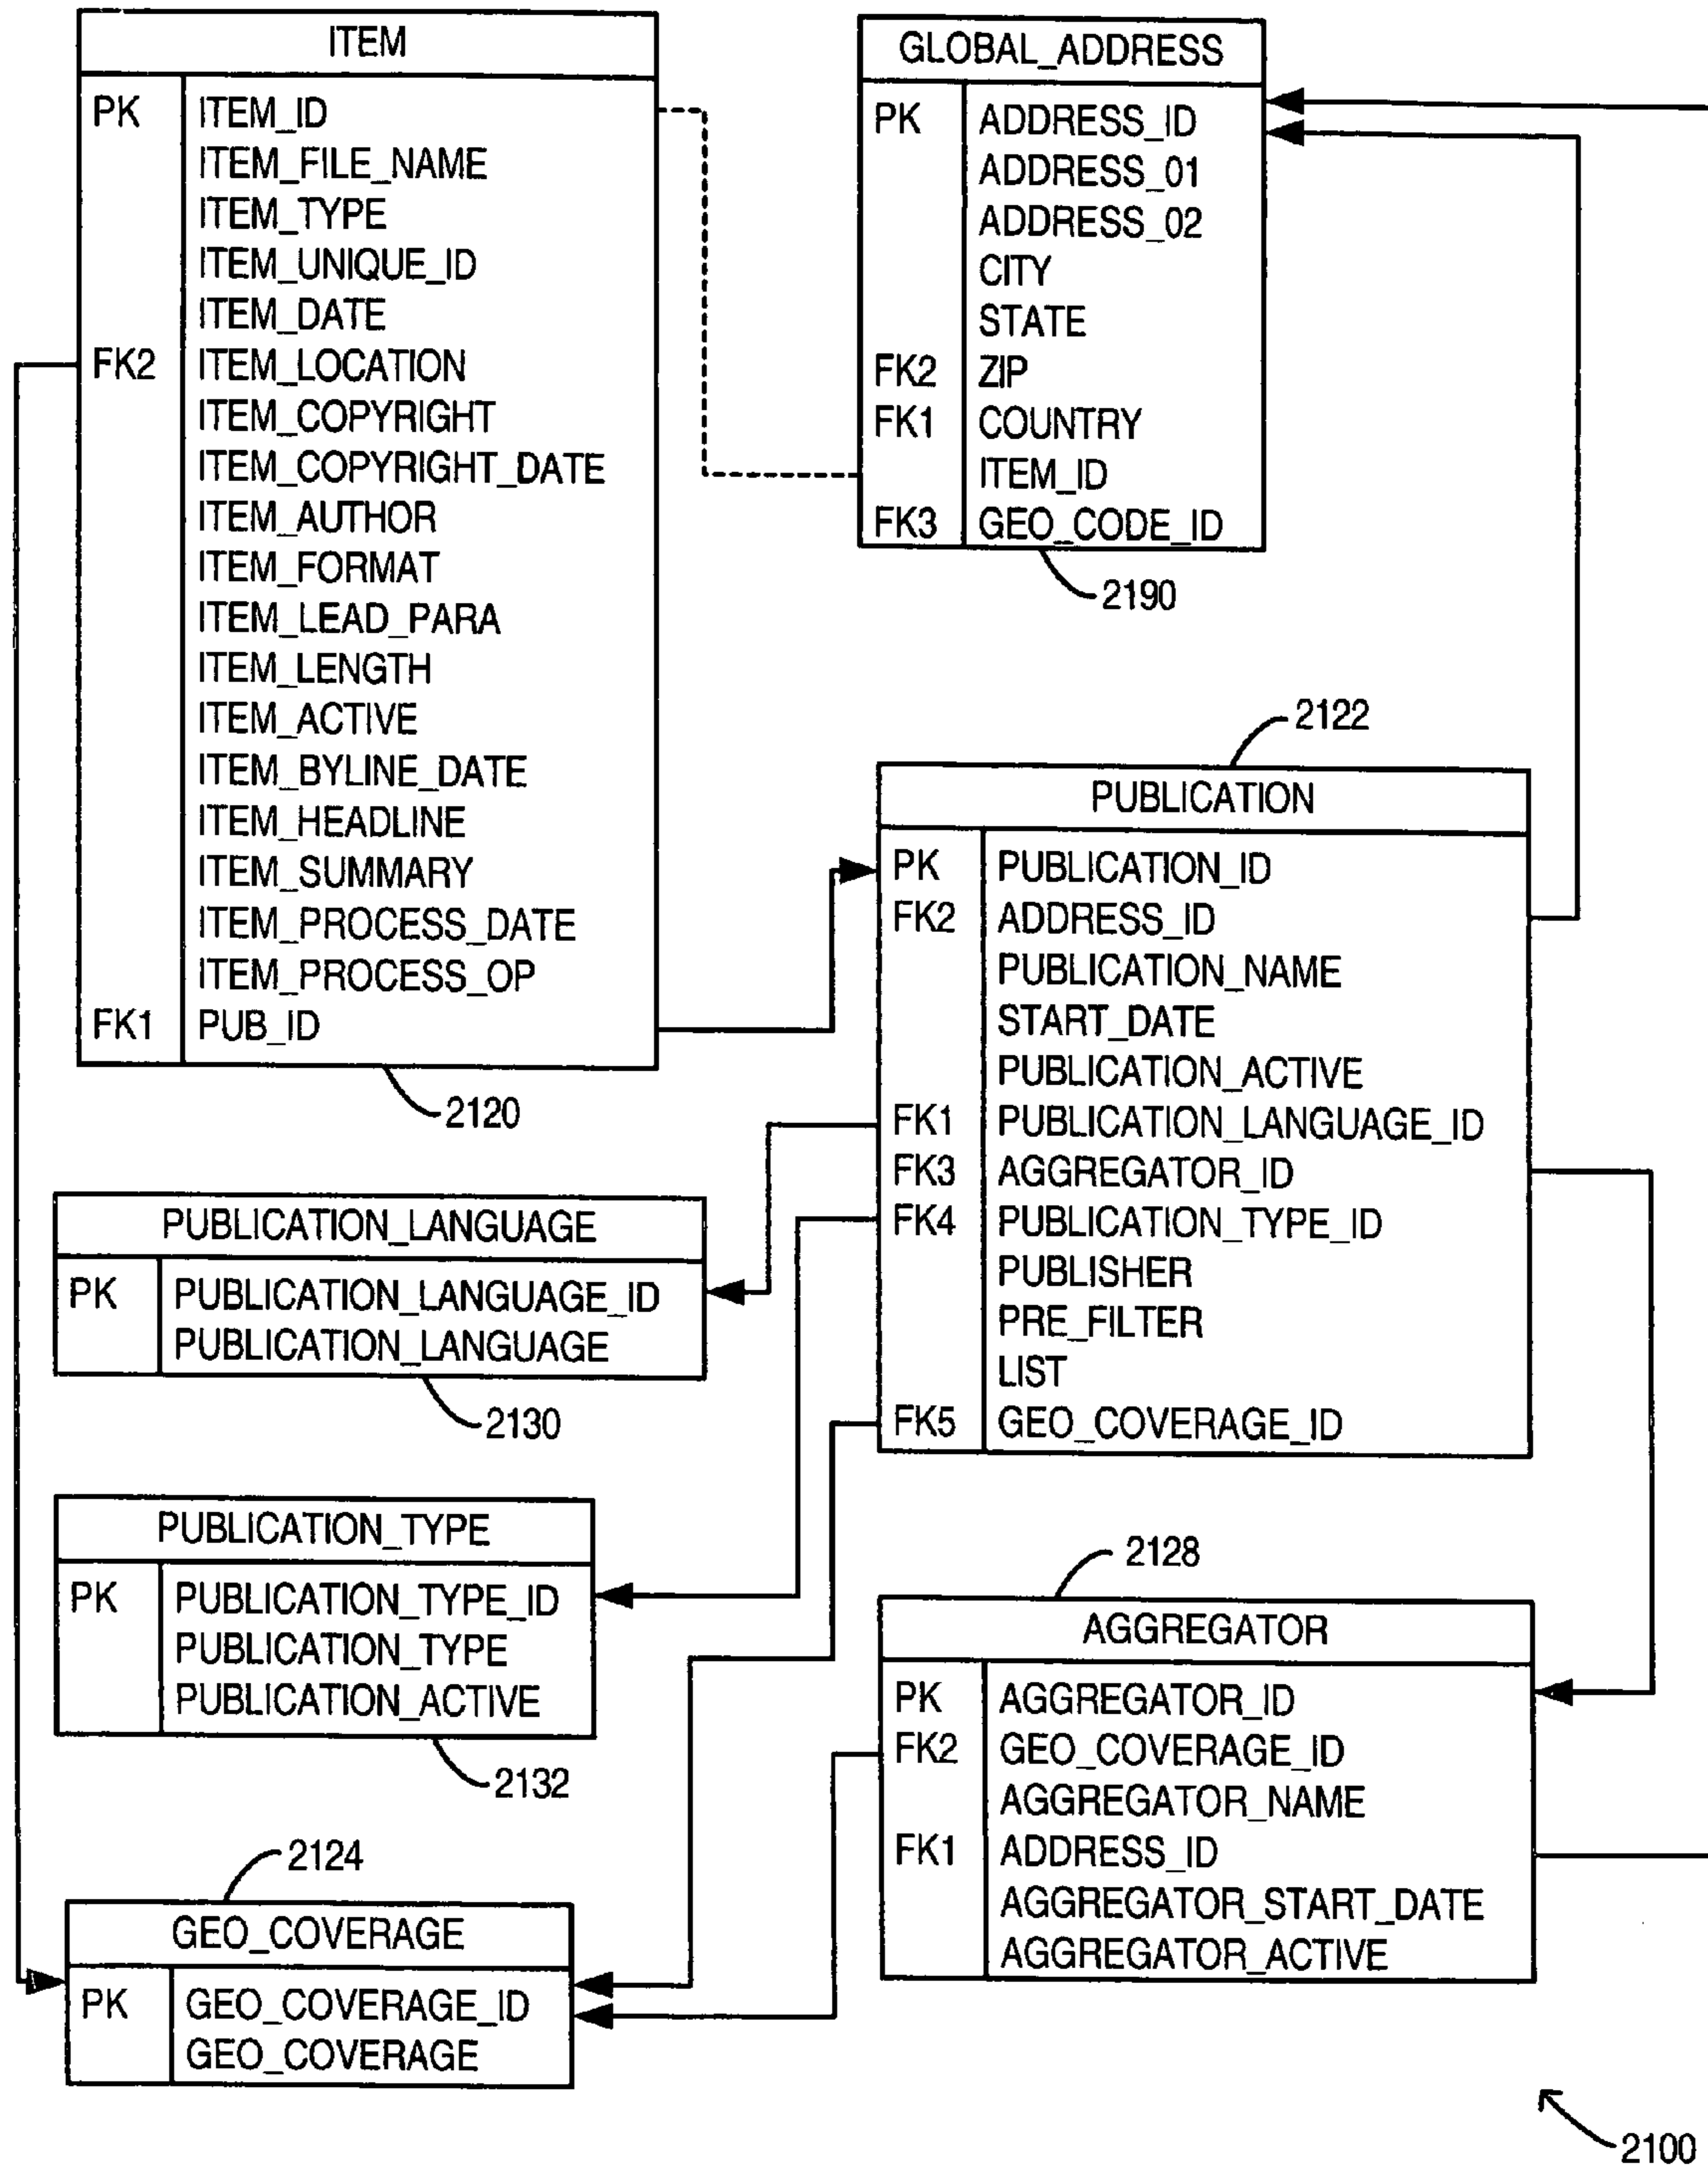 ITEM
PK ITEM_ID
ITEM_FILE_NAME
ITEM_TYPE
ITEM_UNIQUE_ID
ITEM_DATE
FK2 ITEM_LOCATION
ITEM_COPYRIGHT
ITEM_COPYRIGHT_DATE
ITEM_AUTHOR
ITEM_FORMAT
ITEM_LEAD_PARA
ITEM_LENGTH
ITEM_ACTIVE
ITEM_BYLINE_DATE
ITEM_HEADLINE
ITEM_SUMMARY
ITEM_PROCESS_DATE
ITEM_PROCESS_OP
FK1 PUB_ID
2120
GLOBAL_ADDRESS
PK ADDRESS_ID
ADDRESS_01
ADDRESS_02
CITY
STATE
FK2 ZIP
FK1 COUNTRY
ITEM_ID
FK3 GEO_CODE_ID
2190
2122
PUBLICATION
PK PUBLICATION_ID
FK2 ADDRESS_ID
PUBLICATION_NAME
START_DATE
PUBLICATION_ACTIVE
FK1 PUBLICATION_LANGUAGE_ID
FK3 AGGREGATOR_ID
FK4 PUBLICATION_TYPE_ID
PUBLISHER
PRE_FILTER
LIST
FK5 GEO_COVERAGE_ID
PUBLICATION_LANGUAGE
PK PUBLICATION_LANGUAGE_ID
PUBLICATION_LANGUAGE
2130
PUBLICATION_TYPE
PK PUBLICATION_TYPE_ID
PUBLICATION_TYPE
PUBLICATION_ACTIVE
2132
2128
AGGREGATOR
PK AGGREGATOR_ID
FK2 GEO_COVERAGE_ID
AGGREGATOR_NAME
FK1 ADDRESS_ID
AGGREGATOR_START_DATE
AGGREGATOR_ACTIVE
2124
GEO_COVERAGE
PK GEO_COVERAGE_ID
GEO_COVERAGE
2100